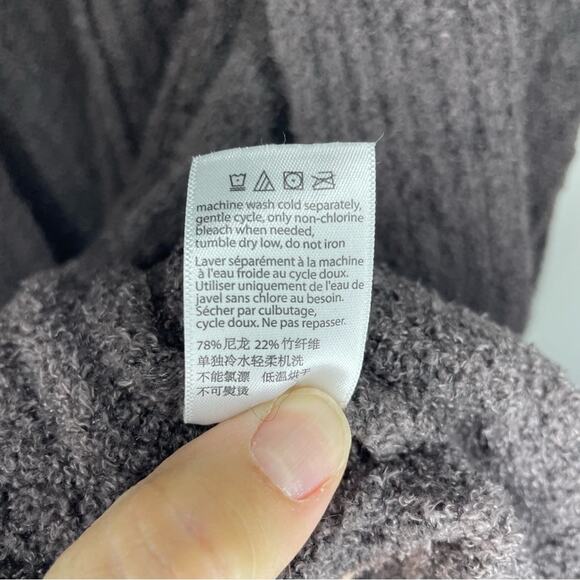 machine wash cold separately,
gentle cycle, only non-chlorine
bleach when needed,
tumble dry low, do not iron
Laver séparément à la machine
à l'eau froide au cycle doux.
Utiliser uniquement de l'eau de
javel sans chlore au besoin.
Sécher par culbutage,
cycle doux. Ne pas repasser.
78%尼龙 22%竹纤维
单独冷水轻柔机洗
不能氯漂 低温烘
不可熨烫